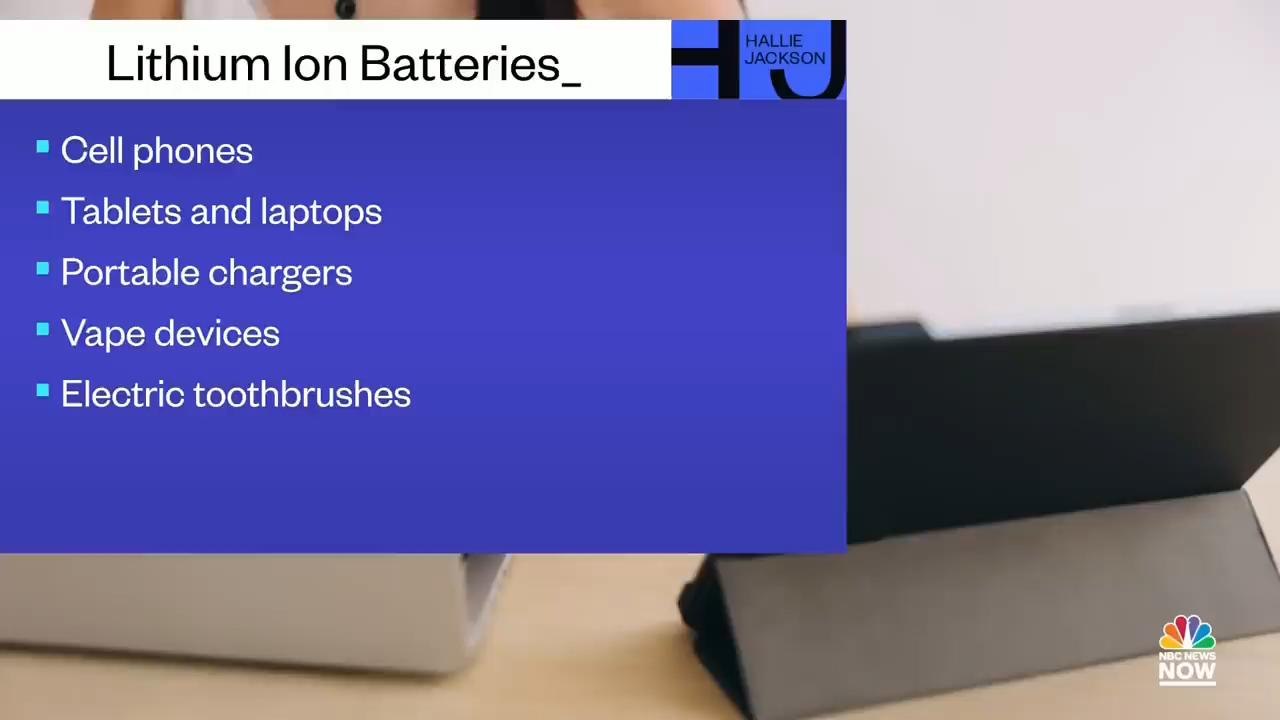 Lithium Ion Batteries_
HALLIE
JACKSON
HJ
Cell phones
Tablets and laptops
Portable chargers
Vape devices
Electric toothbrushes
NBC NEWS
NOW